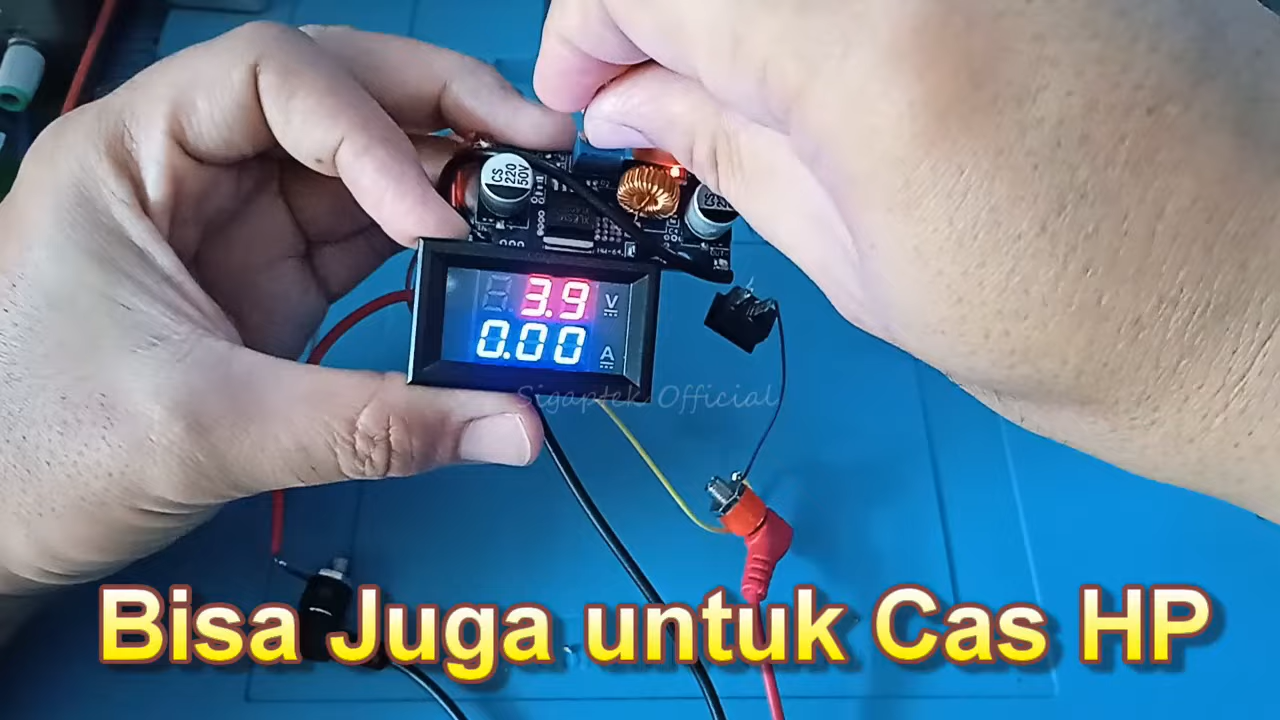 CS
220
50V
3.9 V
0.00 A
Sigaptek Official
Bisa Juga untuk Cas HP